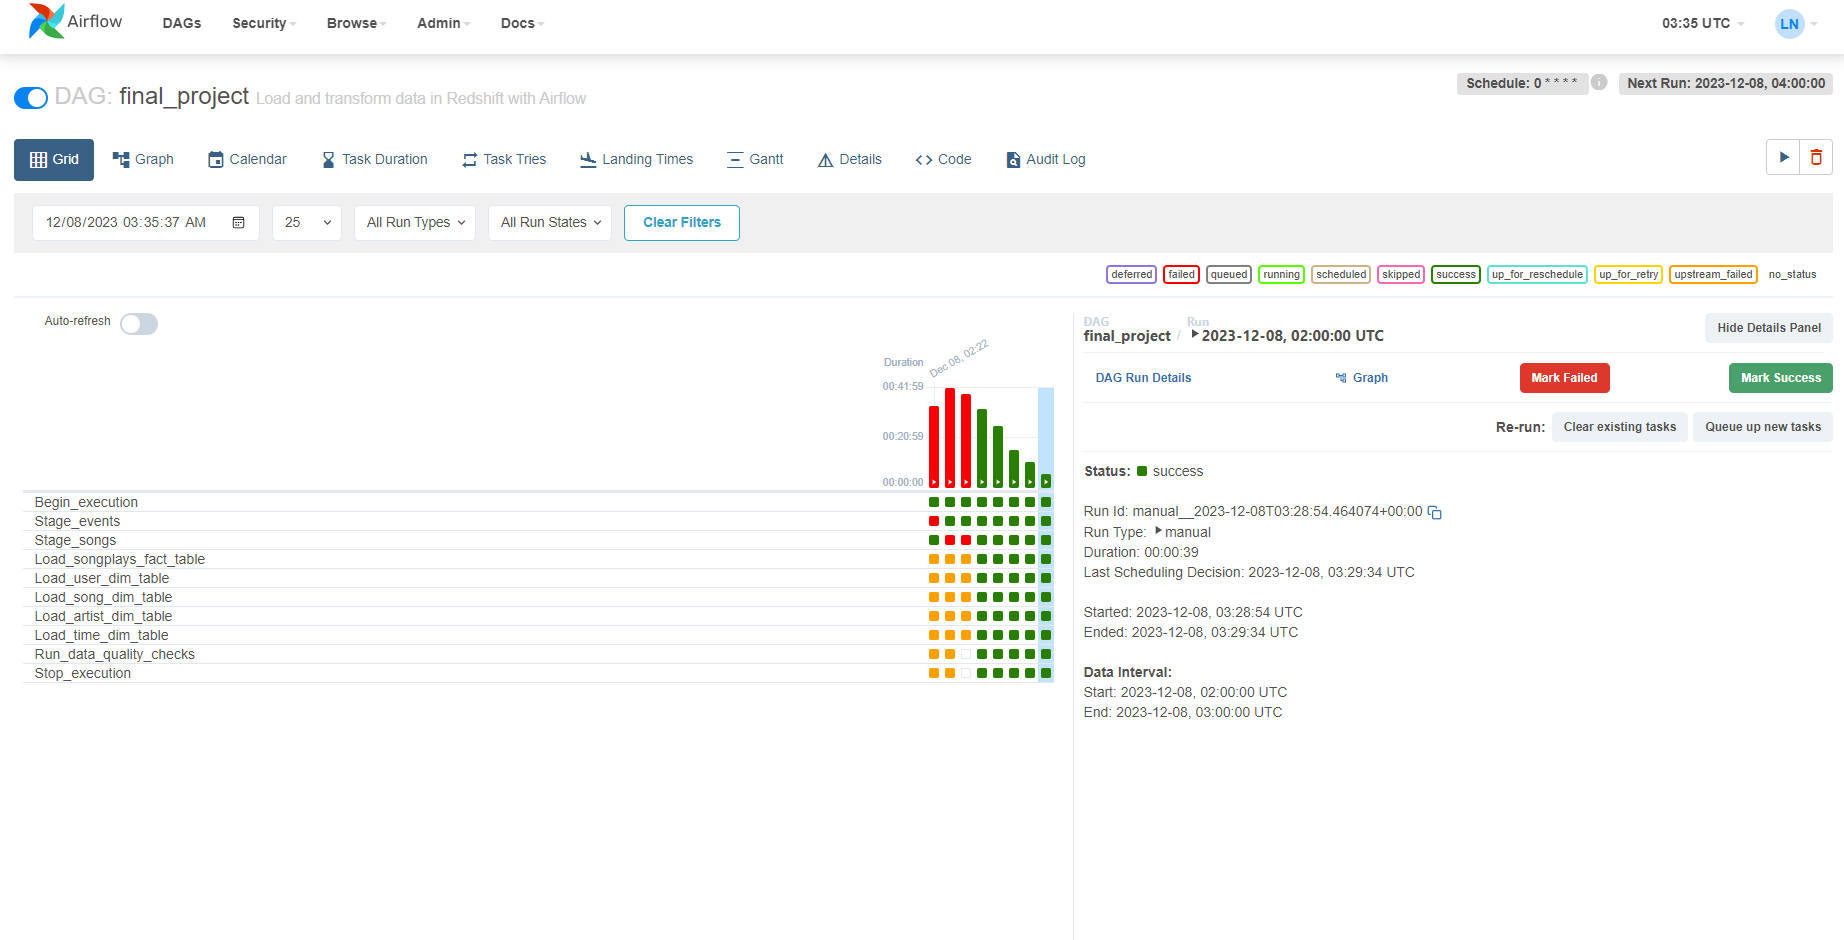 Airflow DAGs Security Browse Admin Docs 03:35 UTC LN
DAG: final_project Load and transform data in Redshift with Airflow
Schedule: 0 * * * * i Next Run: 2023-12-08, 04:00:00
Grid Graph Calendar Task Duration Task Tries Landing Times Gantt Details Code Audit Log
12/08/2023 03:35:37 AM 25 All Run Types All Run States Clear Filters
deferred failed queued running scheduled skipped success up_for_reschedule up_for_retry upstream_failed no_status
Auto-refresh
Duration
Dec 08, 02:22
00:41:59
00:20:59
00:00:00
Begin_execution
Stage_events
Stage_songs
Load_songplays_fact_table
Load_user_dim_table
Load_song_dim_table
Load_artist_dim_table
Load_time_dim_table
Run_data_quality_checks
Stop_execution
DAG Run
final_project / 2023-12-08, 02:00:00 UTC
Hide Details Panel
DAG Run Details Graph Mark Failed Mark Success
Re-run: Clear existing tasks Queue up new tasks
Status: success
Run Id: manual__2023-12-08T03:28:54.464074+00:00
Run Type: manual
Duration: 00:00:39
Last Scheduling Decision: 2023-12-08, 03:29:34 UTC
Started: 2023-12-08, 03:28:54 UTC
Ended: 2023-12-08, 03:29:34 UTC
Data Interval:
Start: 2023-12-08, 02:00:00 UTC
End: 2023-12-08, 03:00:00 UTC